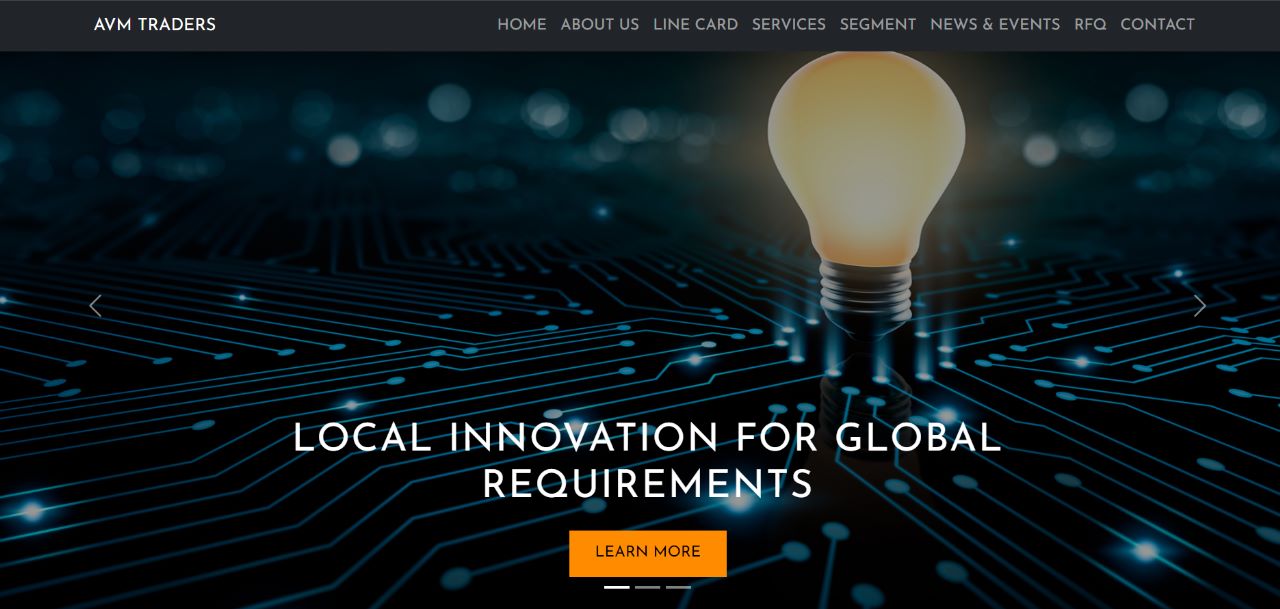 AVM TRADERS HOME ABOUT US LINE CARD SERVICES SEGMENT NEWS & EVENTS RFQ CONTACT
LOCAL INNOVATION FOR GLOBAL
REQUIREMENTS
LEARN MORE